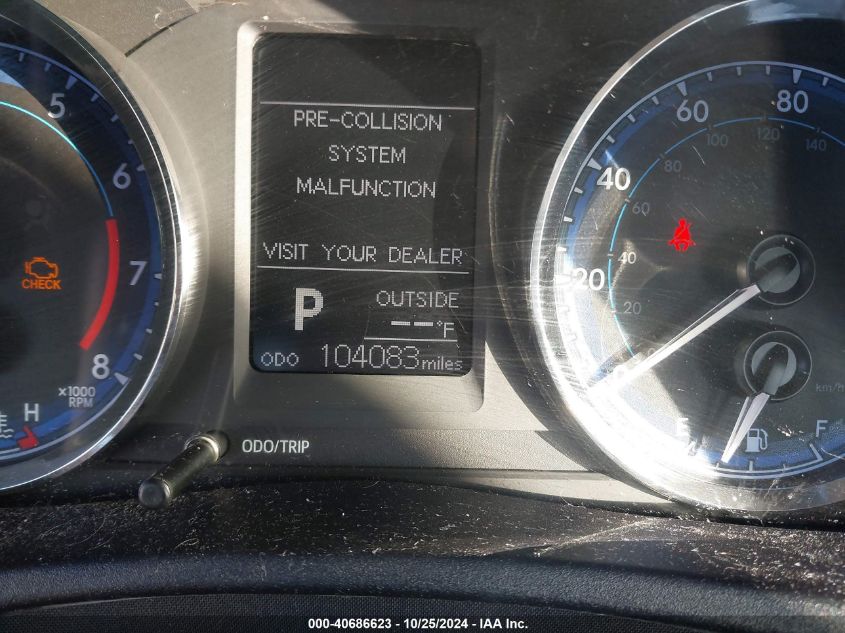 PRE-COLLISION
SYSTEM
MALFUNCTION
VISIT YOUR DEALER
P OUTSIDE
--°F
ODO 104083 miles
ODO/TRIP
5
6
7
8
x1000
RPM
CHECK
H
20
40
60
80
20
40
60
80
100
120
140
km/h
E
F
000-40686623 - 10/25/2024 - IAA Inc.